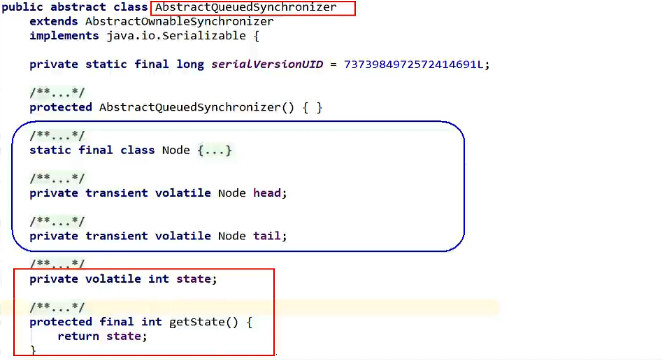 public abstract class AbstractQueuedSynchronizer
extends AbstractOwnableSynchronizer
implements java.io.Serializable {
private static final long serialVersionUID = 7373984972572414691L;
/**...*/
protected AbstractQueuedSynchronizer() { }
/**...*/
static final class Node {...}
/**...*/
private transient volatile Node head;
/**...*/
private transient volatile Node tail;
/**...*/
private volatile int state;
/**...*/
protected final int getState() {
return state;
}